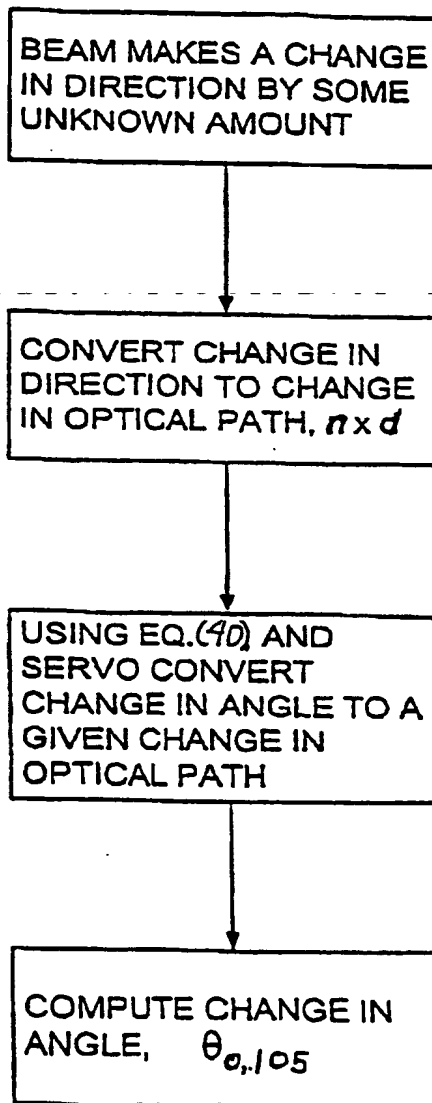 BEAM MAKES A CHANGE
IN DIRECTION BY SOME
UNKNOWN AMOUNT
CONVERT CHANGE IN
DIRECTION TO CHANGE
IN OPTICAL PATH, n x d
USING EQ.(40) AND
SERVO CONVERT
CHANGE IN ANGLE TO A
GIVEN CHANGE IN
OPTICAL PATH
COMPUTE CHANGE IN
ANGLE, θ0,105